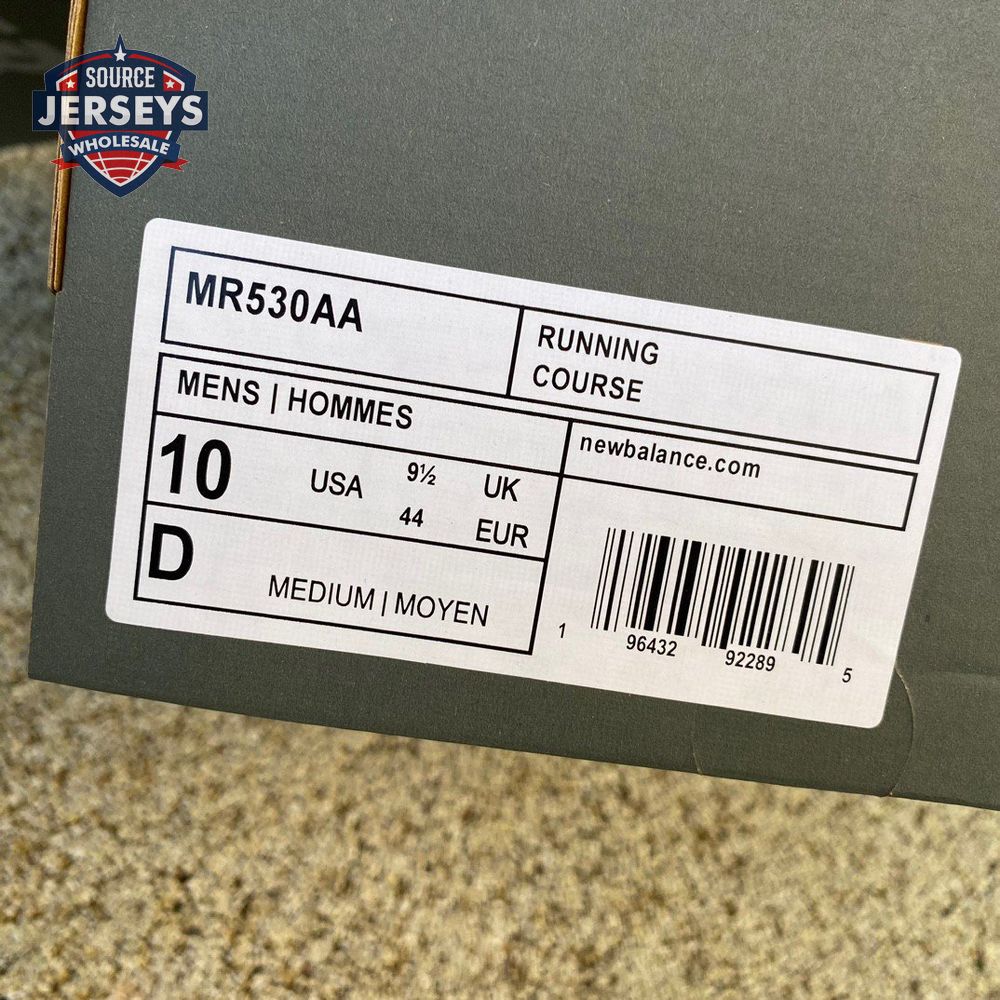 SOURCE
JERSEYS
WHOLESALE
MR530AA
RUNNING
COURSE
MENS | HOMMES
newbalance.com
10 USA 9½ UK
44 EUR
D MEDIUM | MOYEN
1 96432 92289 5